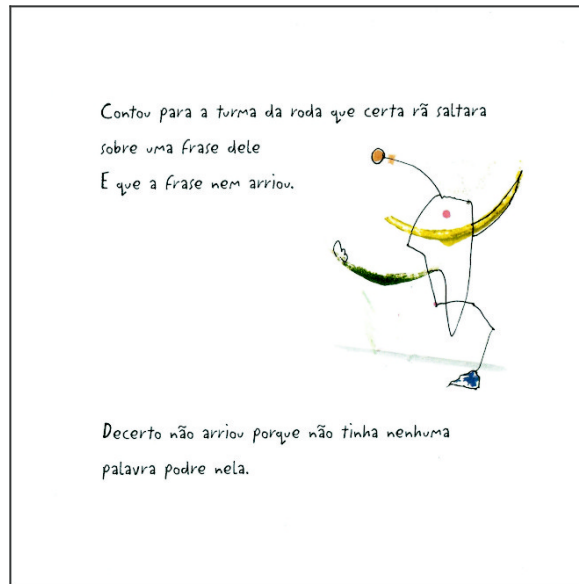 Contou para a turma da roda que certa rã saltara
sobre uma frase dele
E que a frase nem arriou.
Decerto não arriou porque não tinha nenhuma
palavra podre nela.